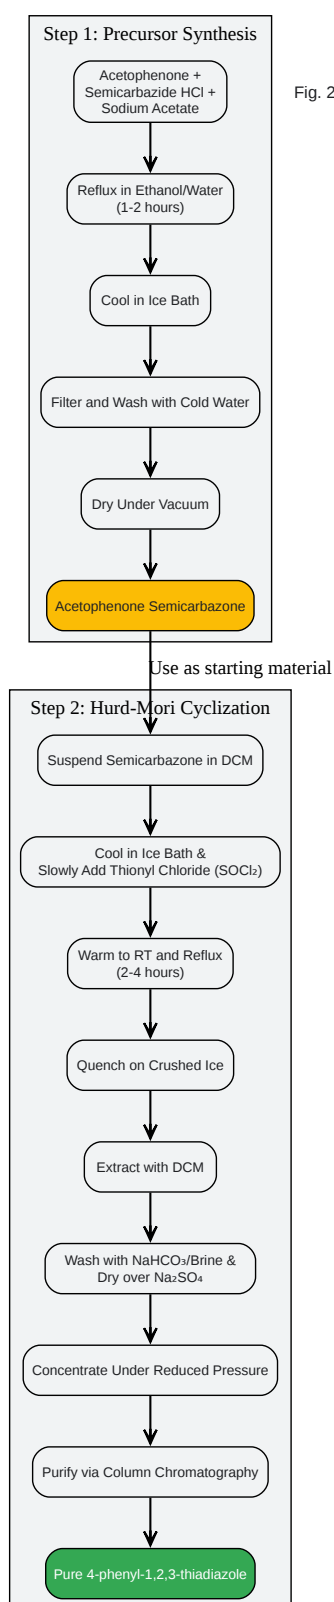 Step 1: Precursor Synthesis
Acetophenone +
Semicarbazide HCl +
Sodium Acetate
Fig. 2
Reflux in Ethanol/Water
(1-2 hours)
Cool in Ice Bath
Filter and Wash with Cold Water
Dry Under Vacuum
Acetophenone Semicarbazone
Use as starting material
Step 2: Hurd-Mori Cyclization
Suspend Semicarbazone in DCM
Cool in Ice Bath &
Slowly Add Thionyl Chloride (SOCl₂)
Warm to RT and Reflux
(2-4 hours)
Quench on Crushed Ice
Extract with DCM
Wash with NaHCO₃/Brine &
Dry over Na₂SO₄
Concentrate Under Reduced Pressure
Purify via Column Chromatography
Pure 4-phenyl-1,2,3-thiadiazole